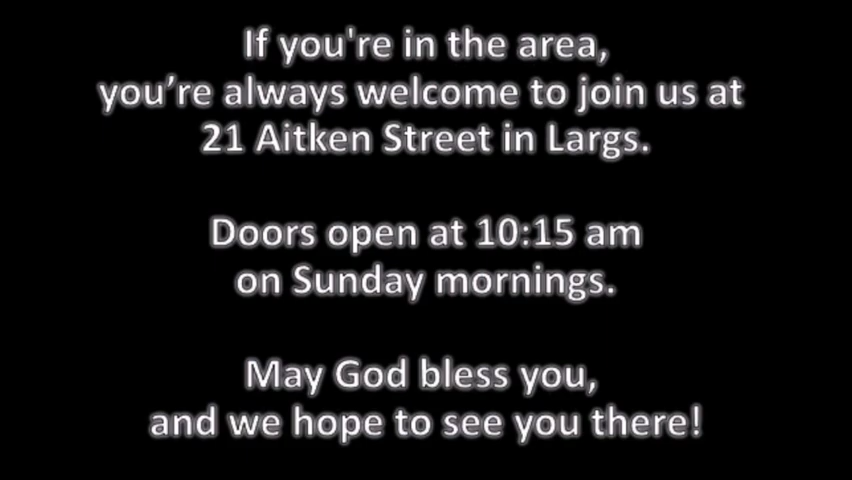 If you're in the area,
you’re always welcome to join us at
21 Aitken Street in Largs.
Doors open at 10:15 am
on Sunday mornings.
May God bless you,
and we hope to see you there!